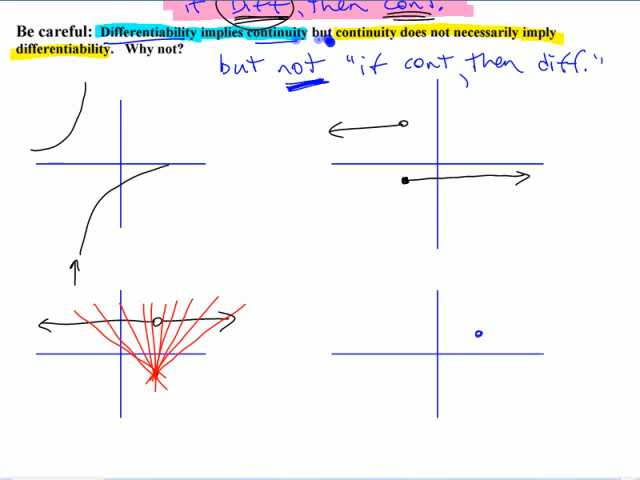 if Diff, then cont.
Be careful: Differentiability implies continuity but continuity does not necessarily imply
differentiability. Why not?
but not "if cont, then diff."